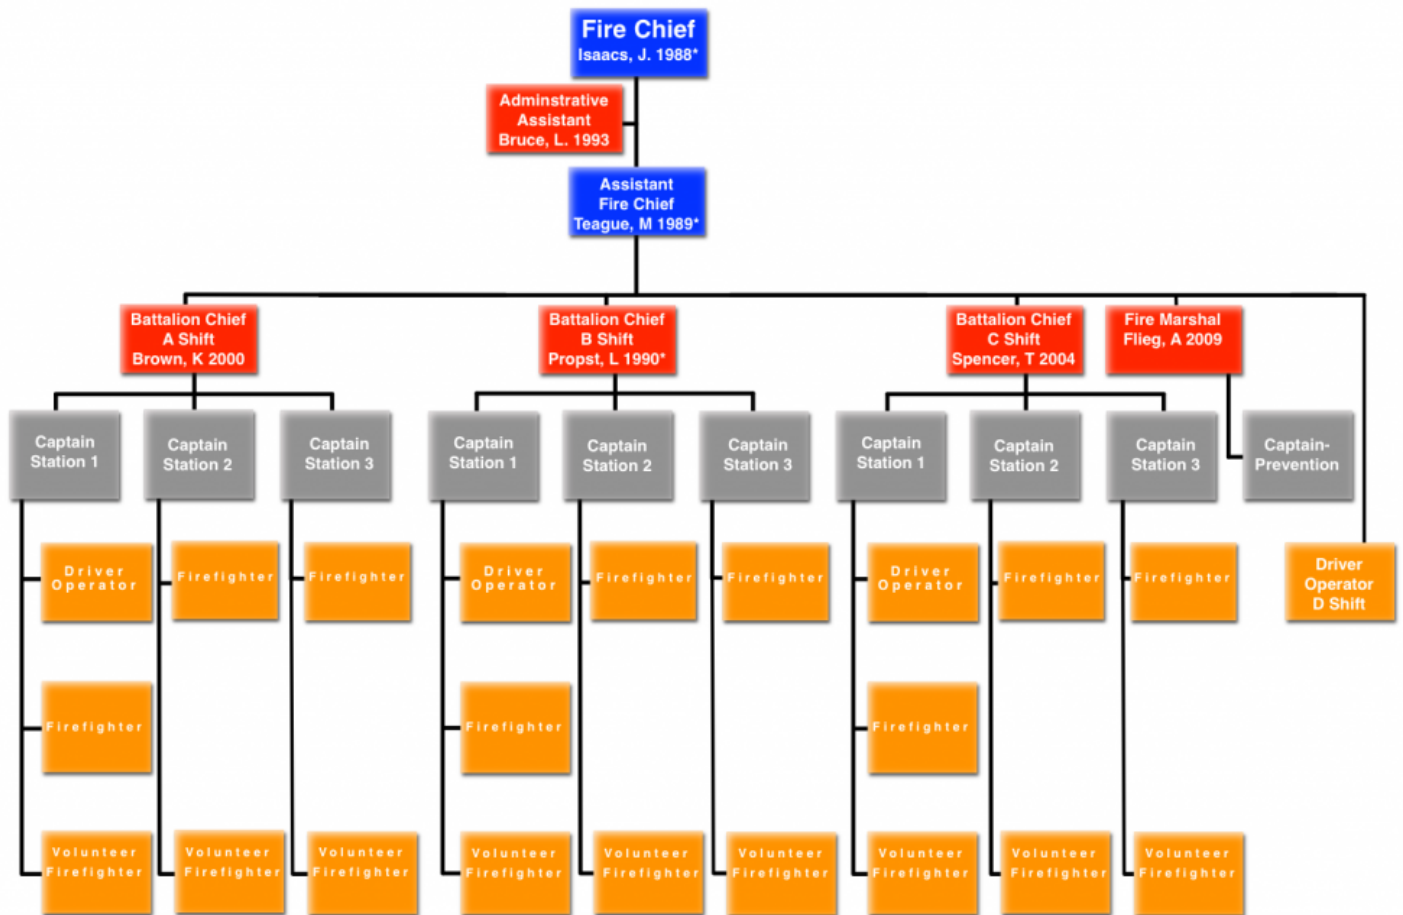 Fire Chief
Isaacs, J. 1988*
Adminstrative
Assistant
Bruce, L. 1993
Assistant
Fire Chief
Teague, M 1989*
Battalion Chief
A Shift
Brown, K 2000
Battalion Chief
B Shift
Propst, L 1990*
Battalion Chief
C Shift
Spencer, T 2004
Fire Marshal
Flieg, A 2009
Captain
Station 1
Captain
Station 2
Captain
Station 3
Captain
Station 1
Captain
Station 2
Captain
Station 3
Captain
Station 1
Captain
Station 2
Captain
Station 3
Captain-
Prevention
Driver
Operator
Firefighter
Firefighter
Driver
Operator
Firefighter
Firefighter
Driver
Operator
Firefighter
Firefighter
Driver
Operator
D Shift
Firefighter
Firefighter
Firefighter
Volunteer
Firefighter
Volunteer
Firefighter
Volunteer
Firefighter
Volunteer
Firefighter
Volunteer
Firefighter
Volunteer
Firefighter
Volunteer
Firefighter
Volunteer
Firefighter
Volunteer
Firefighter